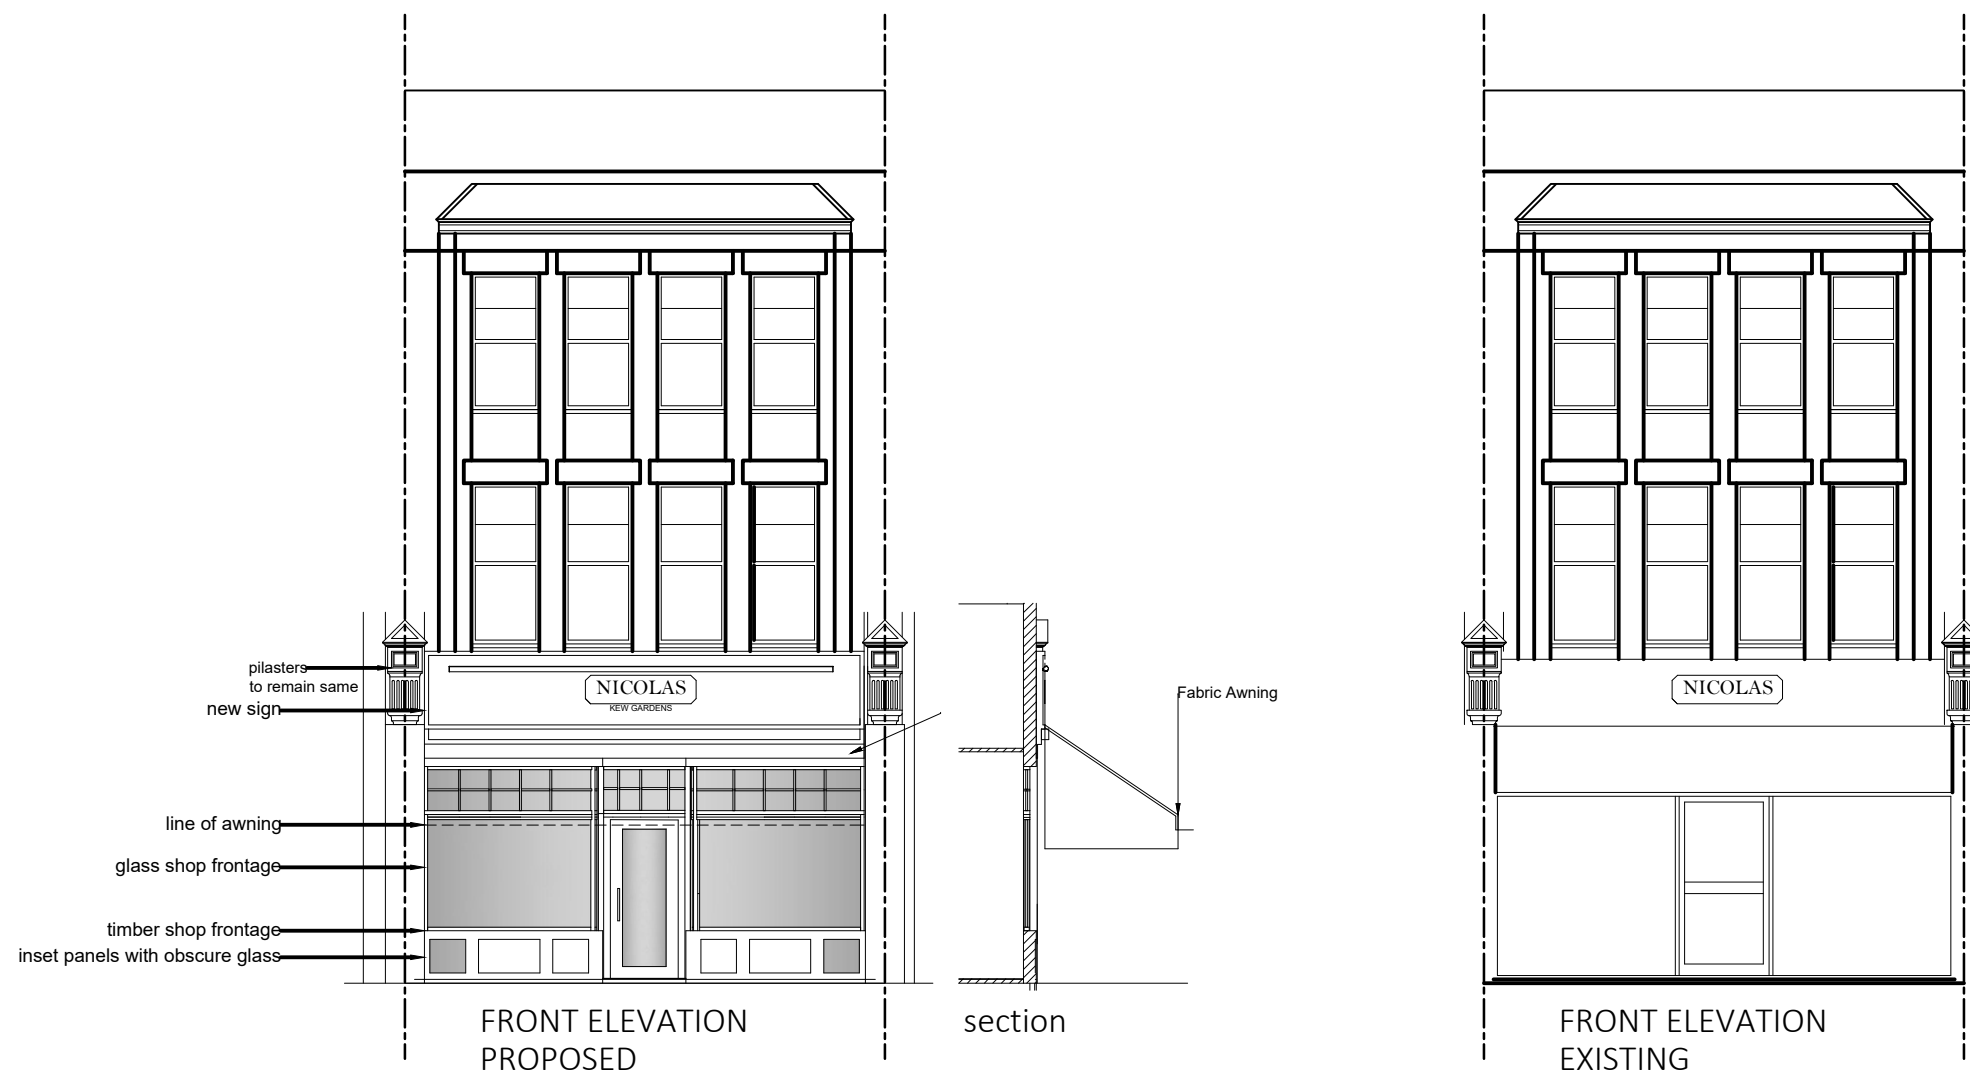 pilasters
to remain same
new sign
line of awning
glass shop frontage
timber shop frontage
inset panels with obscure glass
NICOLAS
KEW GARDENS
FRONT ELEVATION
PROPOSED
Fabric Awning
section
NICOLAS
FRONT ELEVATION
EXISTING